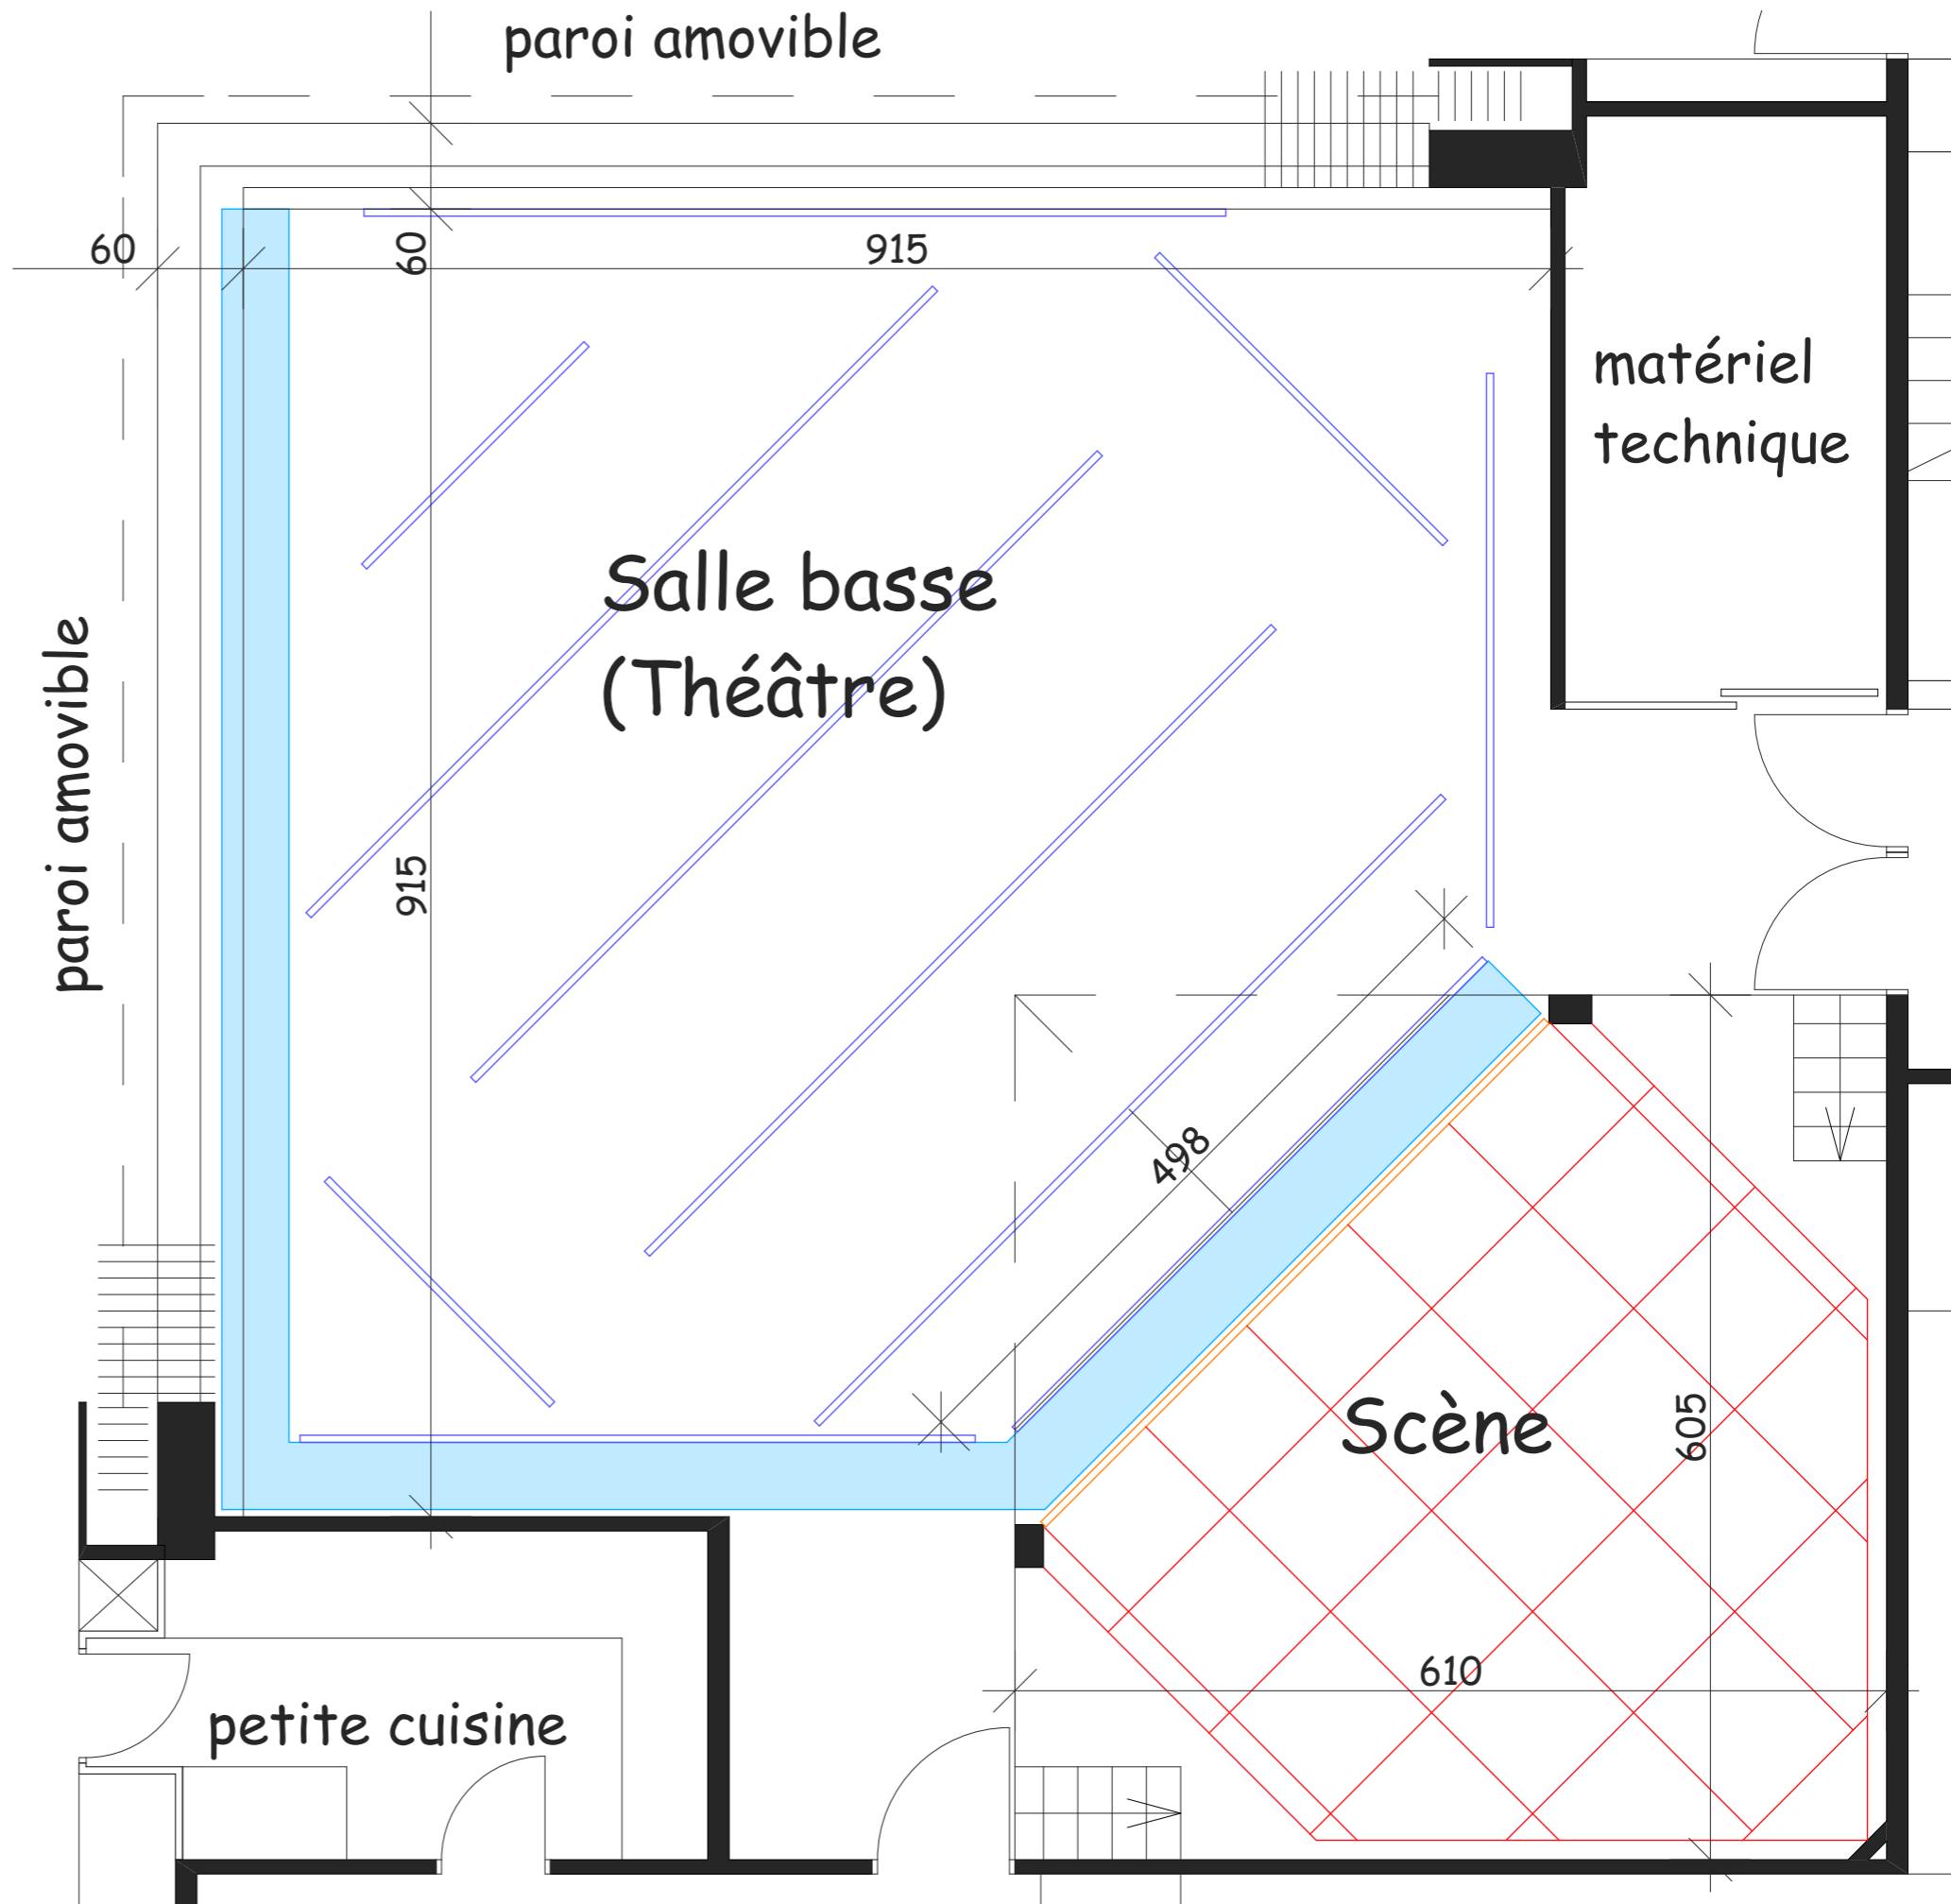 paroi amovible
60
60
915
matériel
technique
Salle basse
(Théâtre)
paroi amovible
915
498
Scène
605
610
petite cuisine